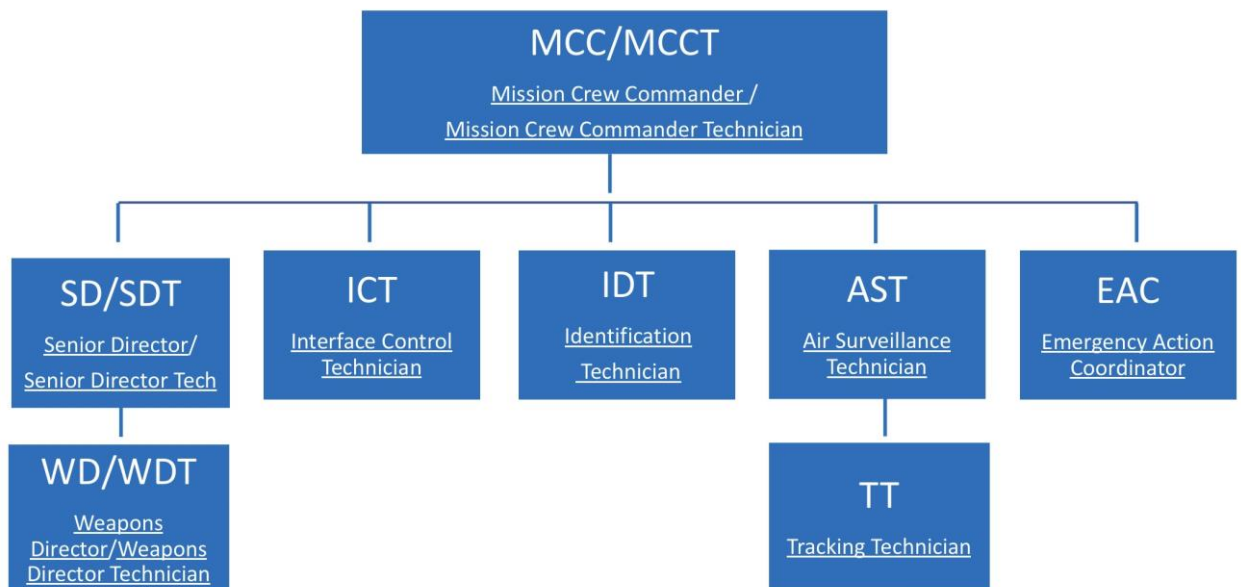 MCC/MCCT
Mission Crew Commander /
Mission Crew Commander Technician
SD/SDT
Senior Director/
Senior Director Tech
ICT
Interface Control
Technician
IDT
Identification
Technician
AST
Air Surveillance
Technician
EAC
Emergency Action
Coordinator
WD/WDT
Weapons
Director/Weapons
Director Technician
TT
Tracking Technician